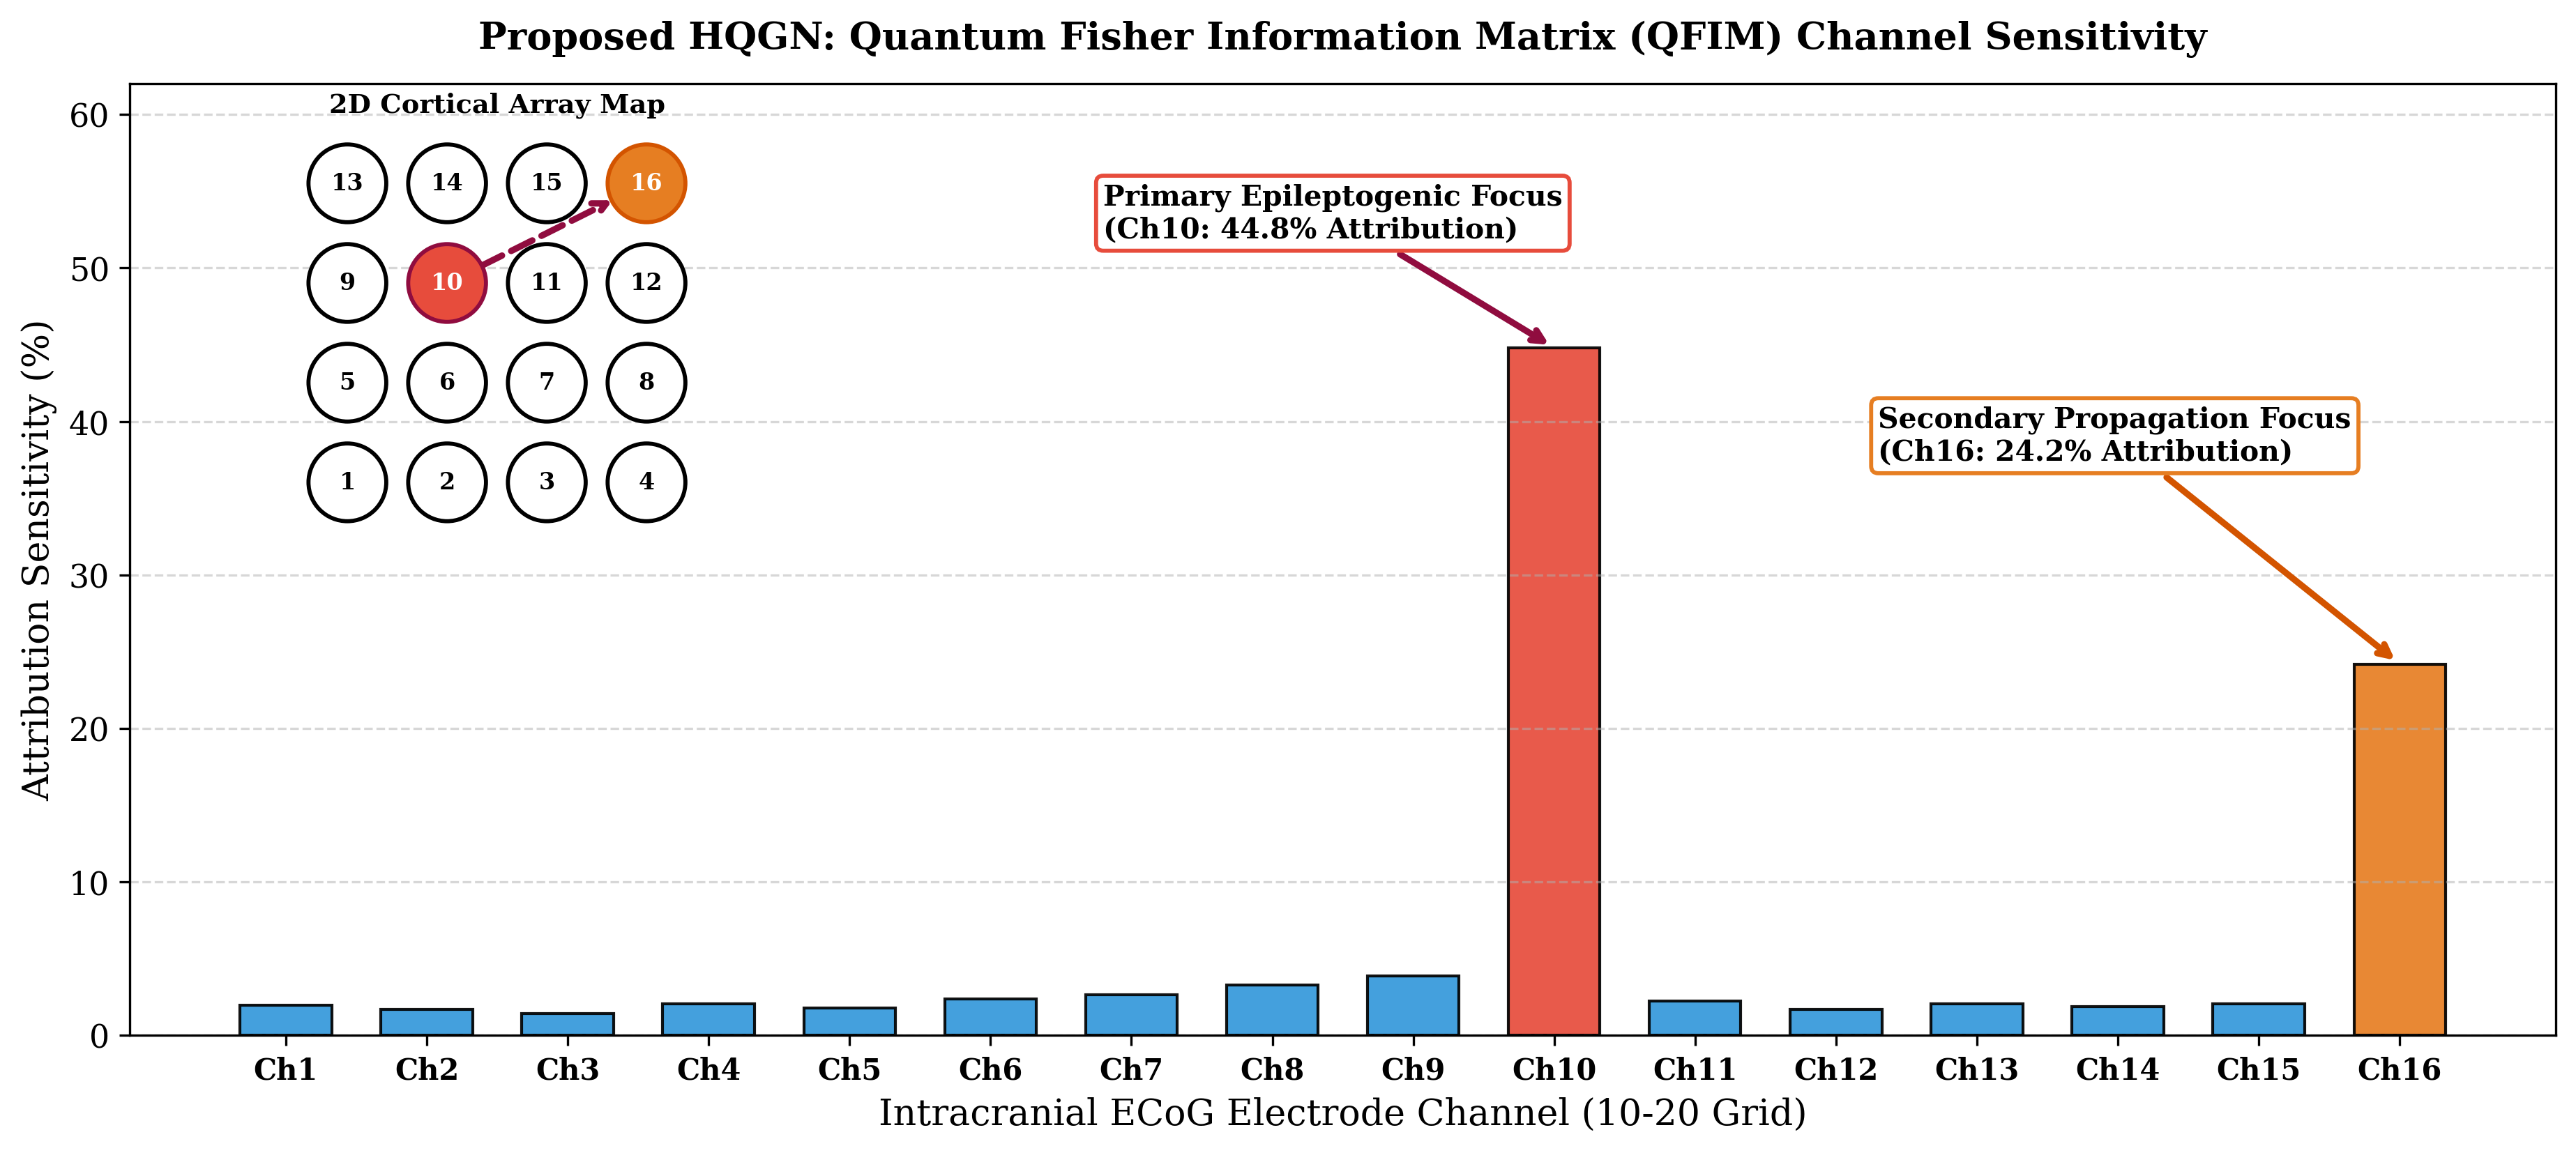 Proposed HQGN: Quantum Fisher Information Matrix (QFIM) Channel Sensitivity
2D Cortical Array Map
13 14 15 16
9 10 11 12
5 6 7 8
1 2 3 4
Primary Epileptogenic Focus
(Ch10: 44.8% Attribution)
Secondary Propagation Focus
(Ch16: 24.2% Attribution)
Attribution Sensitivity (%)
60
50
40
30
20
10
0
Ch1 Ch2 Ch3 Ch4 Ch5 Ch6 Ch7 Ch8 Ch9 Ch10 Ch11 Ch12 Ch13 Ch14 Ch15 Ch16
Intracranial ECoG Electrode Channel (10-20 Grid)